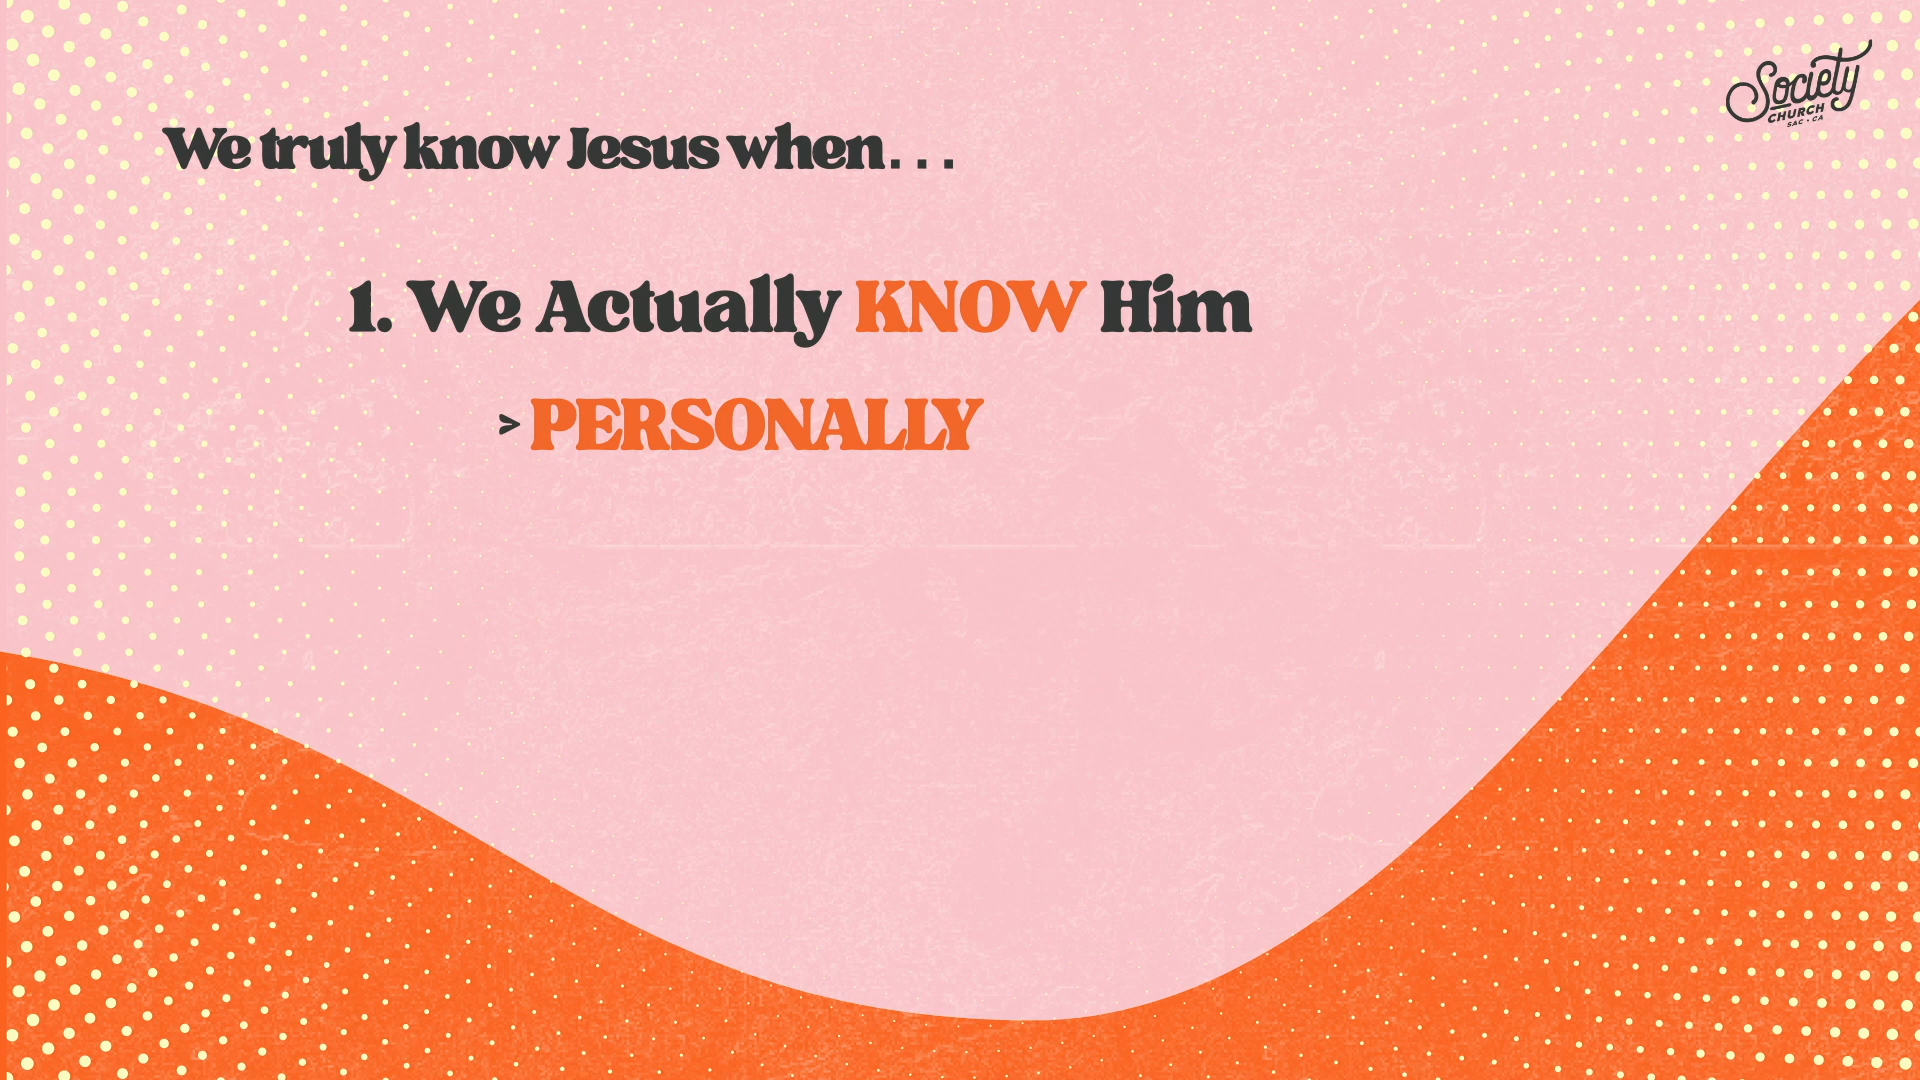 Society
CHURCH
SAC • CA
We truly know Jesus when...
1. We Actually KNOW Him
> PERSONALLY